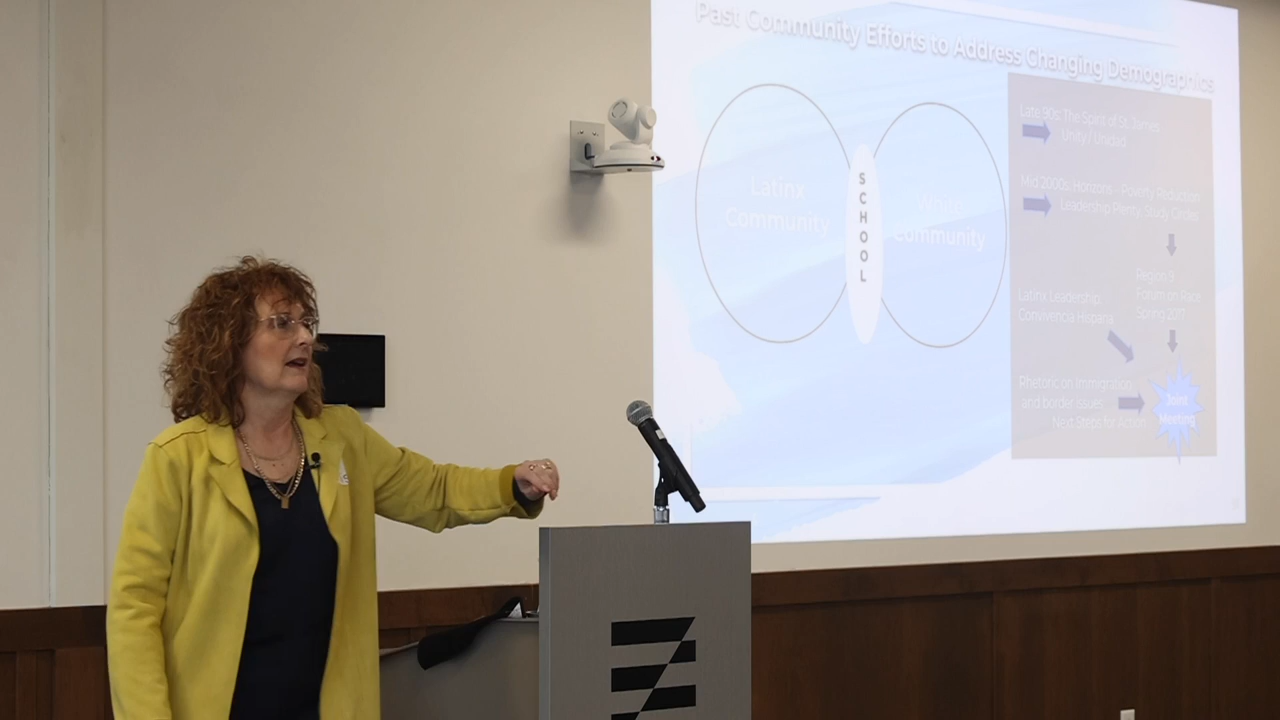 Past Community Efforts to Address Changing Demographics
Latinx
Community
SCHOOL
White
Community
Late 90s: The Spirit of St. James
Unity / Unidad
Mid 2000s: Horizons - Poverty Reduction
Leadership Plenty, Study Circles
Region 9
Forum on Race
Spring 2017
Latinx Leadership:
Convivencia Hispana
Rhetoric on Immigration
and border issues
Next Steps for Action
Joint
Meeting